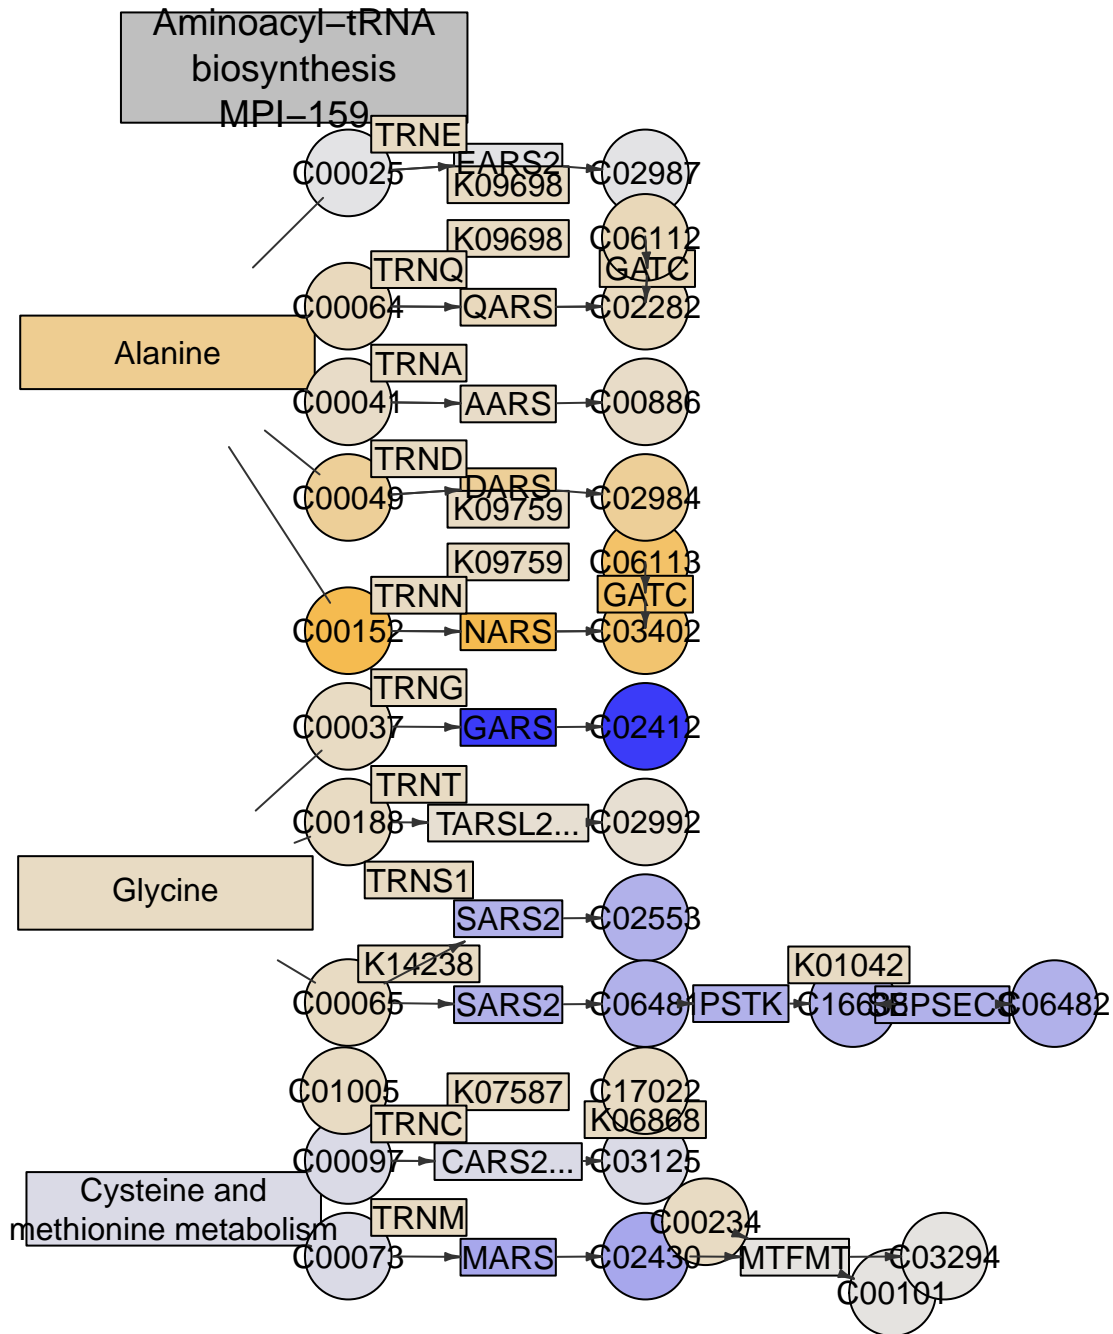 Aminoacyl−tRNA
biosynthesis
MPI−159
TRNE
C00025
EARS2
C02987
K09698
K09698
C06112
TRNQ
GATC
C00064
QARS
C02282
Alanine
TRNA
C00041
AARS
C00886
TRND
DARS
C00049
C02984
K09759
K09759
C06113
TRNN
GATC
C00152
NARS
C03402
TRNG
C00037
GARS
C02412
TRNT
C00188
TARSL2...
C02992
Glycine
TRNS1
SARS2
C02553
K14238
K01042
C00065
SARS2
C06481
PSTK
C16638
SEPSECS
C06482
C01005
K07587
C17022
TRNC
K06868
C00097
CARS2...
C03125
Cysteine and
methionine metabolism
TRNM
C00234
C00073
MARS
C02430
MTFMT
C03294
C00101